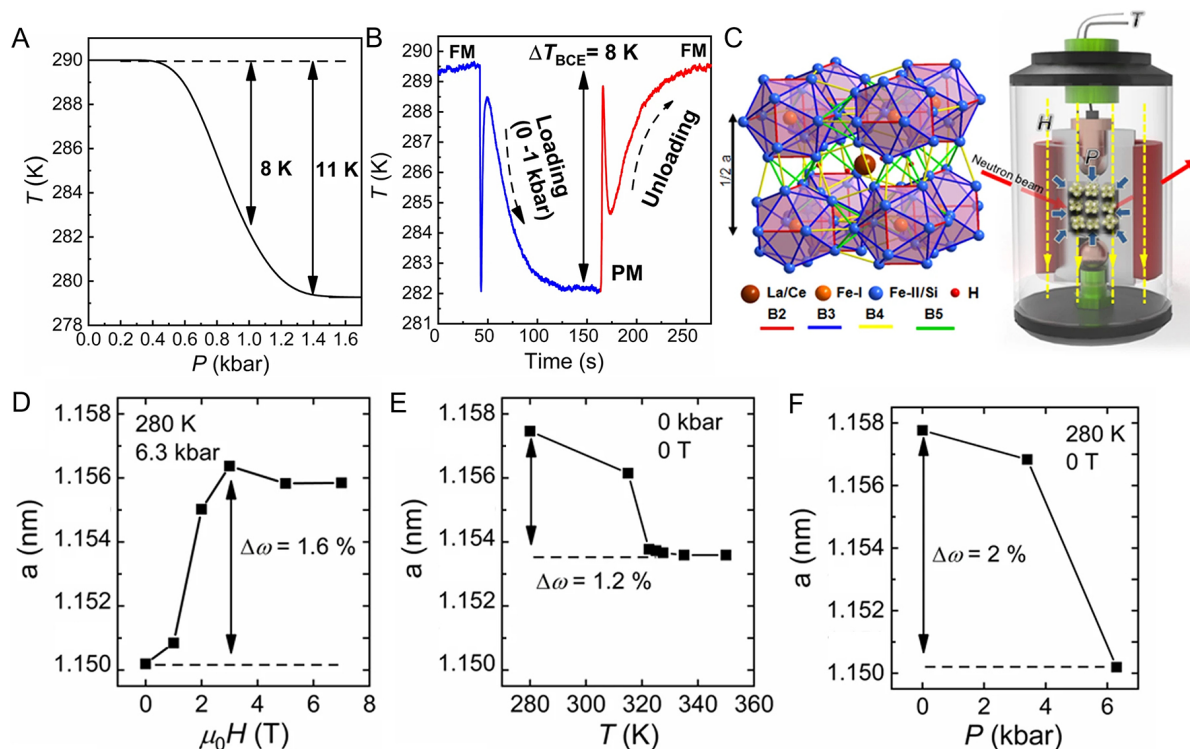 A
290
288
286
284
282
280
278
T (K)
8 K
11 K
0.0 0.2 0.4 0.6 0.8 1.0 1.2 1.4 1.6
P (kbar)
B
290
289
288
287
286
285
284
283
282
281
T (K)
FM
ΔT_BCE = 8 K
FM
Loading
(0 -1 kbar)
Unloading
PM
0 50 100 150 200 250
Time (s)
C
1/2 a
La/Ce Fe-I Fe-II/Si H
B2 B3 B4 B5
T
H
P
Neutron beam
D
280 K
6.3 kbar
1.158
1.156
1.154
1.152
1.150
a (nm)
Δω = 1.6 %
0 2 4 6 8
μ₀H (T)
E
0 kbar
0 T
1.158
1.156
1.154
1.152
1.150
a (nm)
Δω = 1.2 %
280 300 320 340 360
T (K)
F
280 K
0 T
1.158
1.156
1.154
1.152
1.150
a (nm)
Δω = 2 %
0 2 4 6
P (kbar)